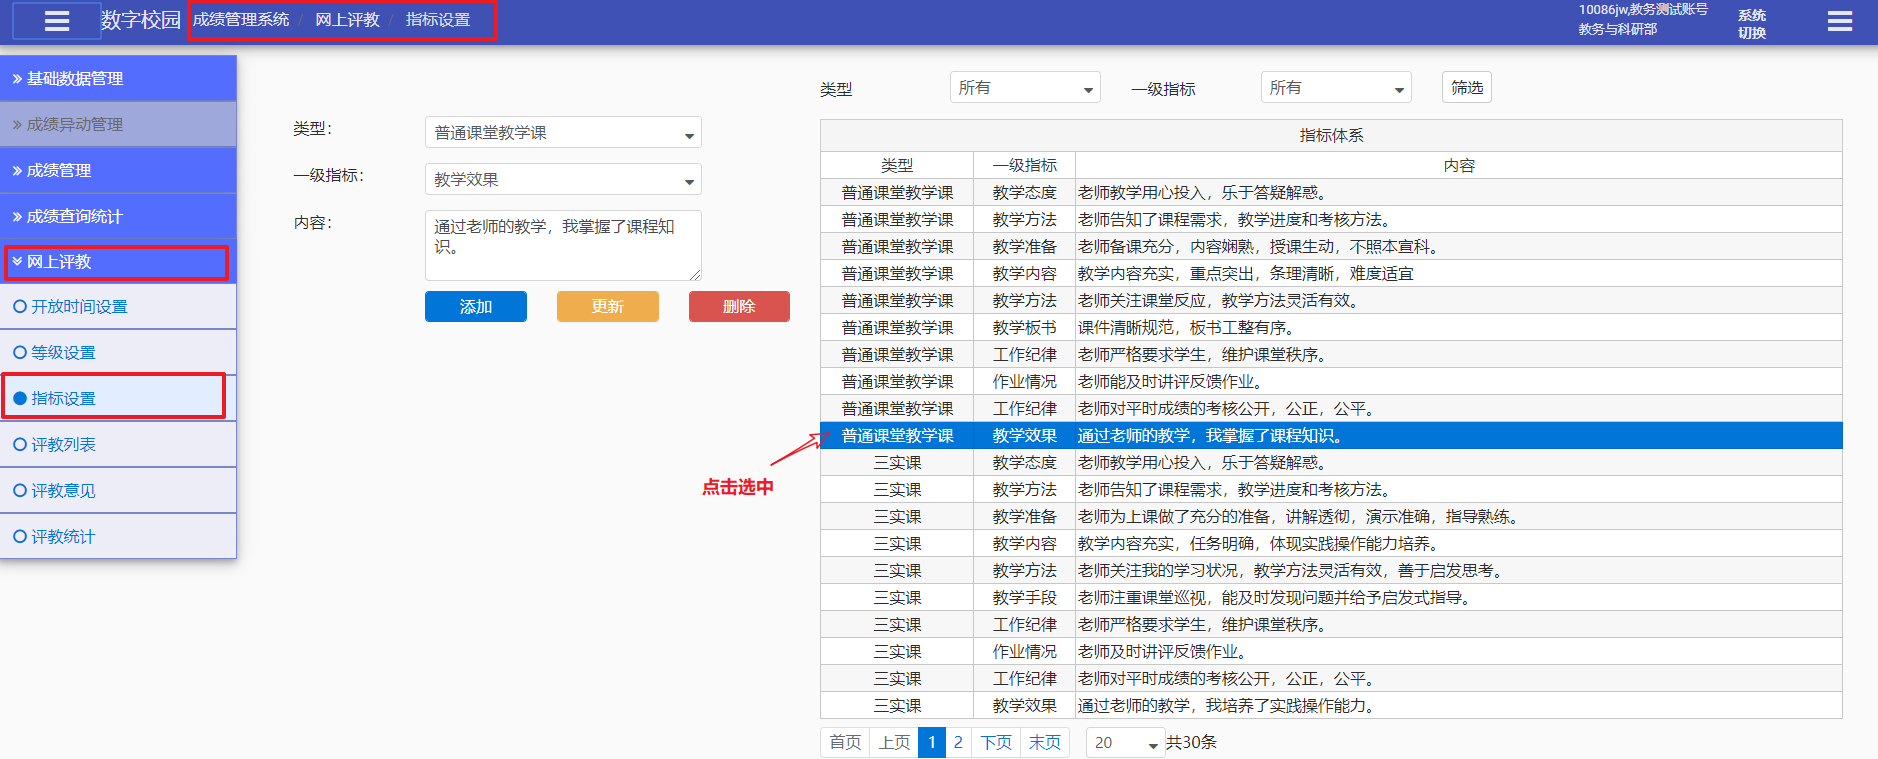 数字校园 成绩管理系统 / 网上评教 / 指标设置
10086jw,教务测试账号
教务与科研部
系统
切换
» 基础数据管理
» 成绩异动管理
» 成绩管理
» 成绩查询统计
网上评教
开放时间设置
等级设置
指标设置
评教列表
评教意见
评教统计
类型：
普通课堂教学课
一级指标：
教学效果
内容：
通过老师的教学，我掌握了课程知
识。
添加 更新 删除
类型 所有 一级指标 所有 筛选
指标体系
类型 一级指标 内容
普通课堂教学课 教学态度 老师教学用心投入，乐于答疑解惑。
普通课堂教学课 教学方法 老师告知了课程需求，教学进度和考核方法。
普通课堂教学课 教学准备 老师备课充分，内容娴熟，授课生动，不照本宣科。
普通课堂教学课 教学内容 教学内容充实，重点突出，条理清晰，难度适宜
普通课堂教学课 教学方法 老师关注课堂反应，教学方法灵活有效。
普通课堂教学课 教学板书 课件清晰规范，板书工整有序。
普通课堂教学课 工作纪律 老师严格要求学生，维护课堂秩序。
普通课堂教学课 作业情况 老师能及时讲评反馈作业。
普通课堂教学课 工作纪律 老师对平时成绩的考核公开，公正，公平。
普通课堂教学课 教学效果 通过老师的教学，我掌握了课程知识。
点击选中
三实课 教学态度 老师教学用心投入，乐于答疑解惑。
三实课 教学方法 老师告知了课程需求，教学进度和考核方法。
三实课 教学准备 老师为上课做了充分的准备，讲解透彻，演示准确，指导熟练。
三实课 教学内容 教学内容充实，任务明确，体现实践操作能力培养。
三实课 教学方法 老师关注我的学习状况，教学方法灵活有效，善于启发思考。
三实课 教学手段 老师注重课堂巡视，能及时发现问题并给予启发式指导。
三实课 工作纪律 老师严格要求学生，维护课堂秩序。
三实课 作业情况 老师及时讲评反馈作业。
三实课 工作纪律 老师对平时成绩的考核公开，公正，公平。
三实课 教学效果 通过老师的教学，我培养了实践操作能力。
首页 上页 1 2 下页 末页 20 共30条